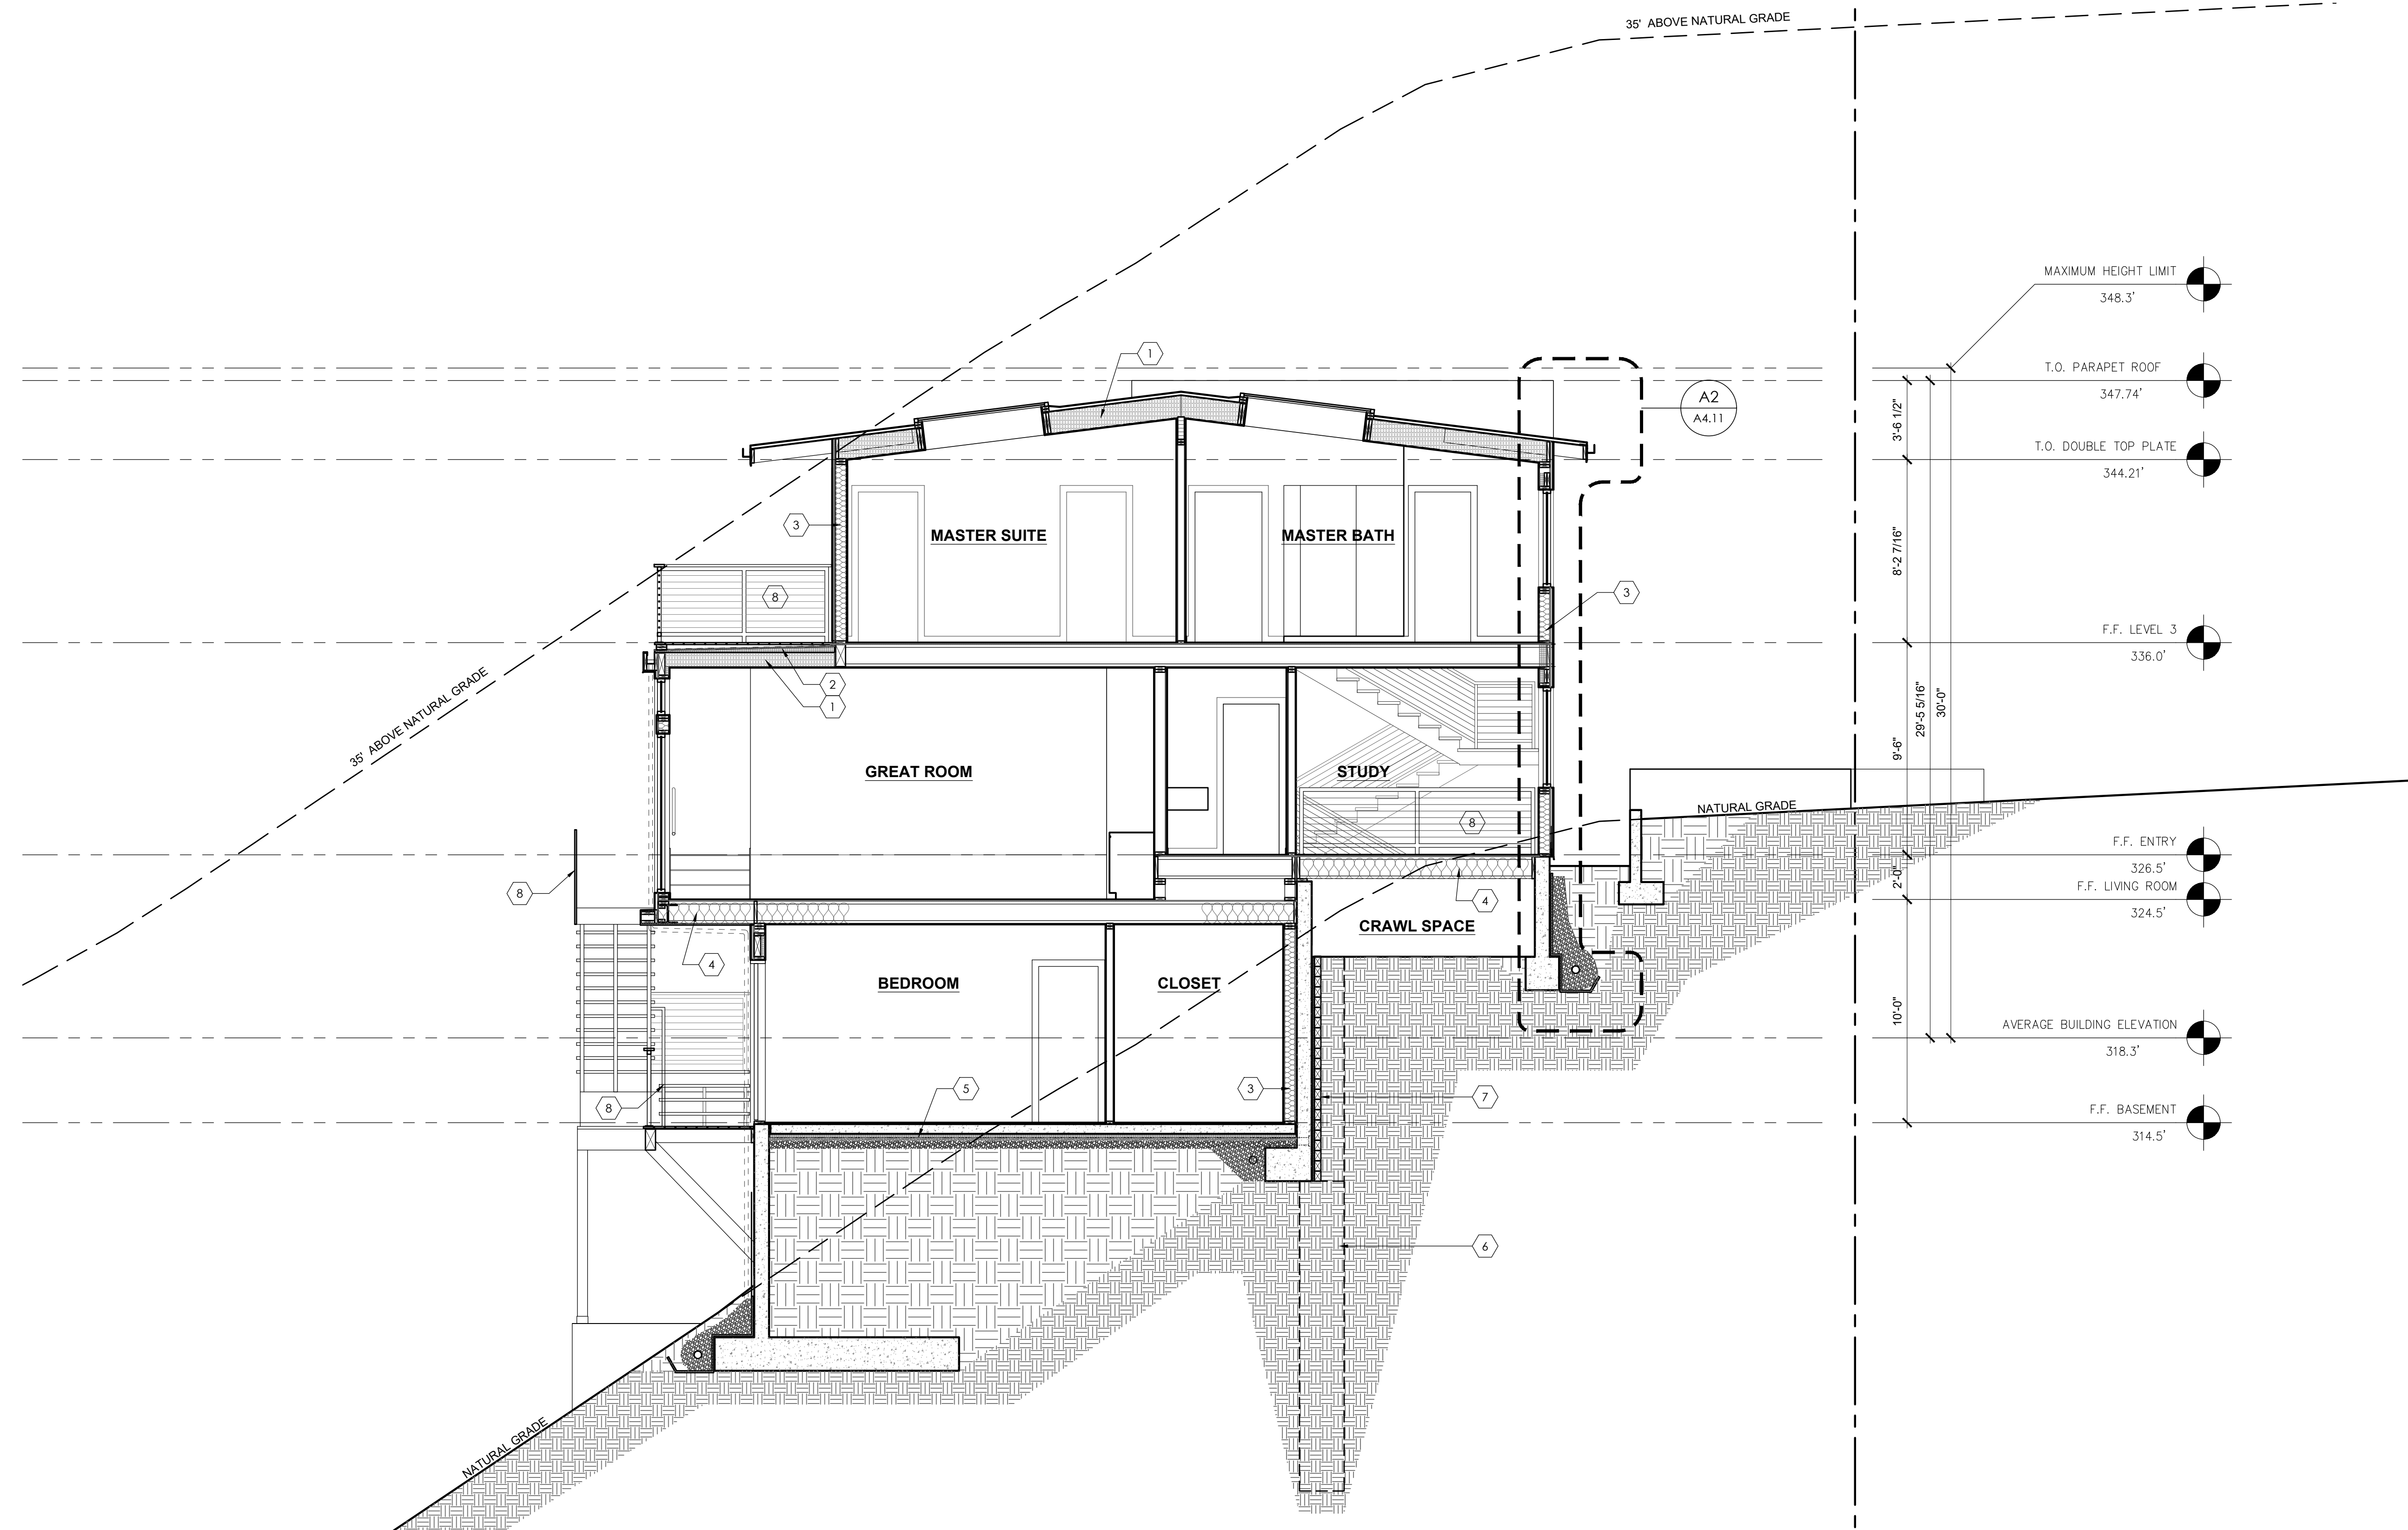 35' ABOVE NATURAL GRADE
MAXIMUM HEIGHT LIMIT
348.3'
1
T.O. PARAPET ROOF
347.74'
A2
A4.11
3'-6 1/2"
T.O. DOUBLE TOP PLATE
344.21'
3
MASTER SUITE
MASTER BATH
8'-2 7/16"
8
3
F.F. LEVEL 3
336.0'
2
1
35' ABOVE NATURAL GRADE
29'-5 5/16"
30'-0"
9'-6"
GREAT ROOM
STUDY
NATURAL GRADE
8
F.F. ENTRY
326.5'
2'-0"
F.F. LIVING ROOM
324.5'
8
4
CRAWL SPACE
4
BEDROOM
CLOSET
10'-0"
AVERAGE BUILDING ELEVATION
318.3'
5
3
7
8
F.F. BASEMENT
314.5'
6
NATURAL GRADE